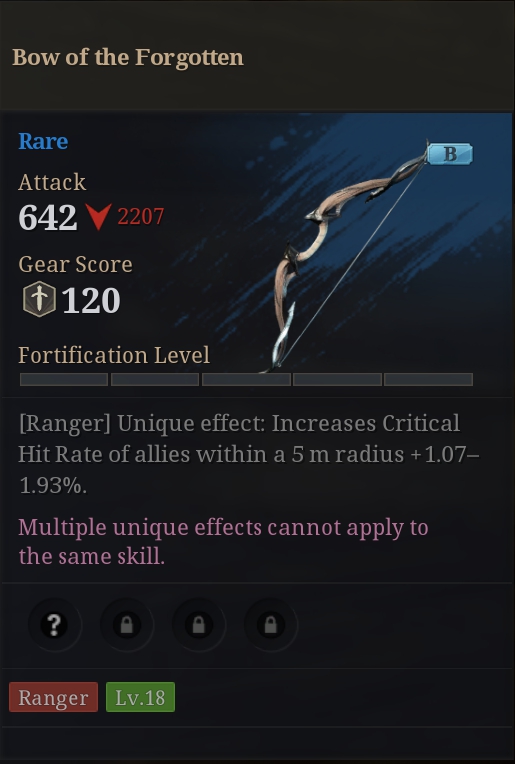 Bow of the Forgotten
Rare
B
Attack
642 2207
Gear Score
120
Fortification Level
[Ranger] Unique effect: Increases Critical
Hit Rate of allies within a 5 m radius +1.07–
1.93%.
Multiple unique effects cannot apply to
the same skill.
?
Ranger Lv.18